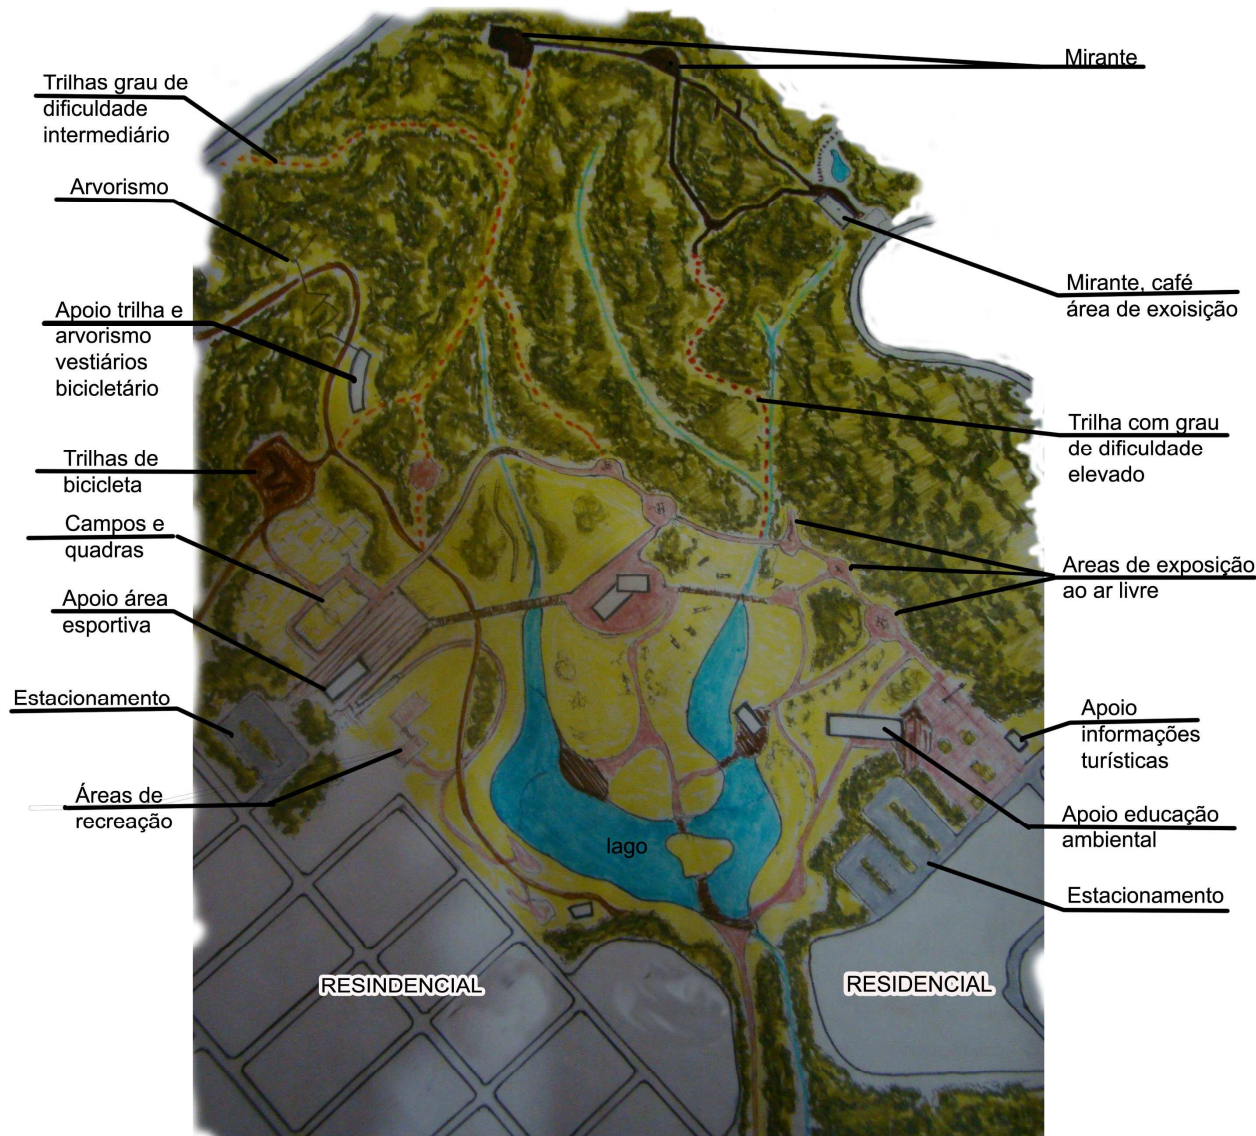 Mirante
Trilhas grau de
dificuldade
intermediário
Arvorismo
Mirante, café
área de exoisição
Apoio trilha e
arvorismo
vestiários
bicicletário
Trilha com grau
de dificuldade
elevado
Trilhas de
bicicleta
Campos e
quadras
Areas de exposição
ao ar livre
Apoio área
esportiva
Estacionamento
Apoio
informações
turísticas
Áreas de
recreação
Apoio educação
ambiental
lago
Estacionamento
RESINDENCIAL
RESIDENCIAL